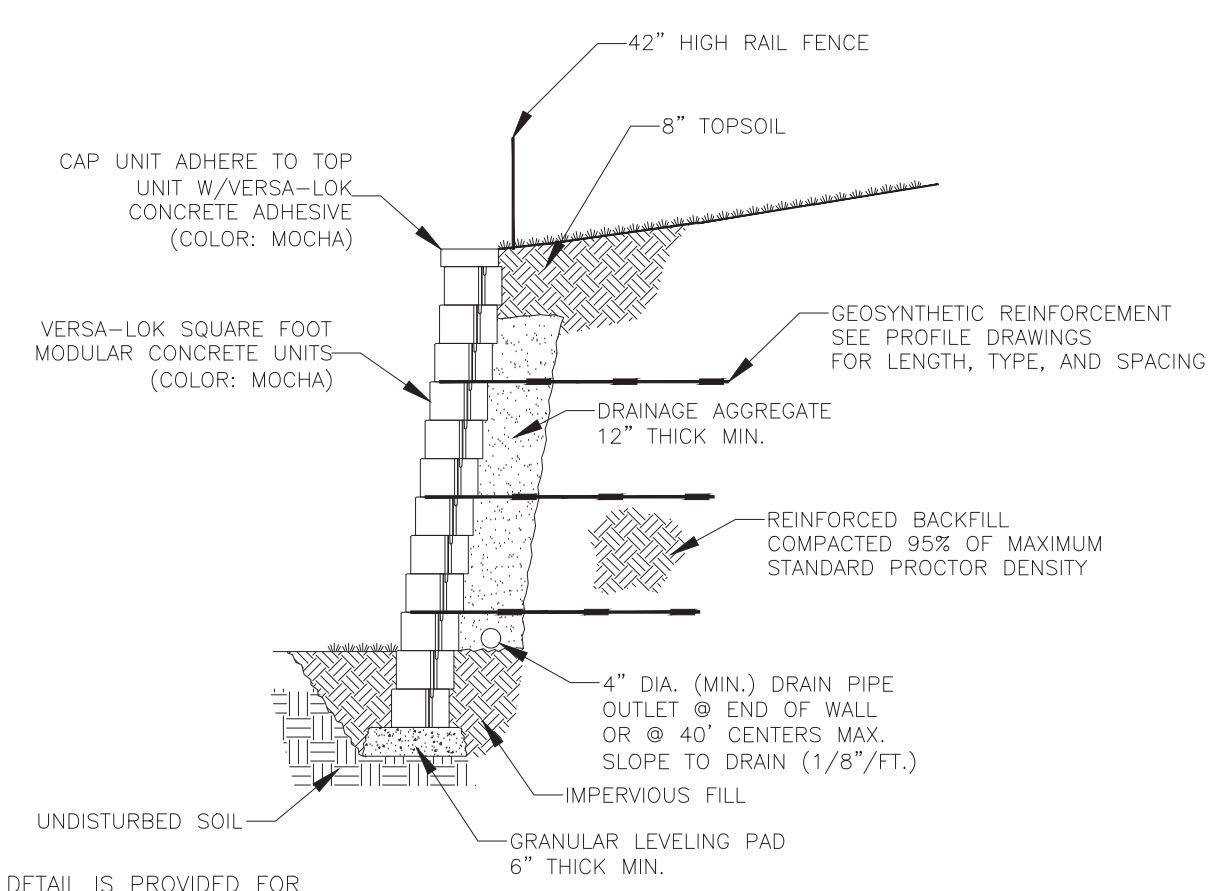 42” HIGH RAIL FENCE
8” TOPSOIL
CAP UNIT ADHERE TO TOP
UNIT W/VERSA–LOK
CONCRETE ADHESIVE
(COLOR: MOCHA)
VERSA–LOK SQUARE FOOT
MODULAR CONCRETE UNITS
(COLOR: MOCHA)
GEOSYNTHETIC REINFORCEMENT
SEE PROFILE DRAWINGS
FOR LENGTH, TYPE, AND SPACING
DRAINAGE AGGREGATE
12” THICK MIN.
REINFORCED BACKFILL
COMPACTED 95% OF MAXIMUM
STANDARD PROCTOR DENSITY
4” DIA. (MIN.) DRAIN PIPE
OUTLET @ END OF WALL
OR @ 40’ CENTERS MAX.
SLOPE TO DRAIN (1/8”/FT.)
IMPERVIOUS FILL
UNDISTURBED SOIL
GRANULAR LEVELING PAD
6” THICK MIN.
DETAIL IS PROVIDED FOR